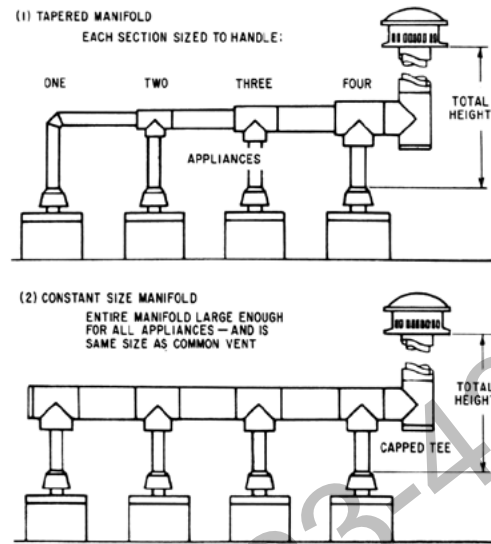 (1) TAPERED MANIFOLD
EACH SECTION SIZED TO HANDLE:
ONE
TWO
THREE
FOUR
TOTAL
HEIGHT
APPLIANCES
(2) CONSTANT SIZE MANIFOLD
ENTIRE MANIFOLD LARGE ENOUGH
FOR ALL APPLIANCES — AND IS
SAME SIZE AS COMMON VENT
TOTAL
HEIGHT
CAPPED TEE